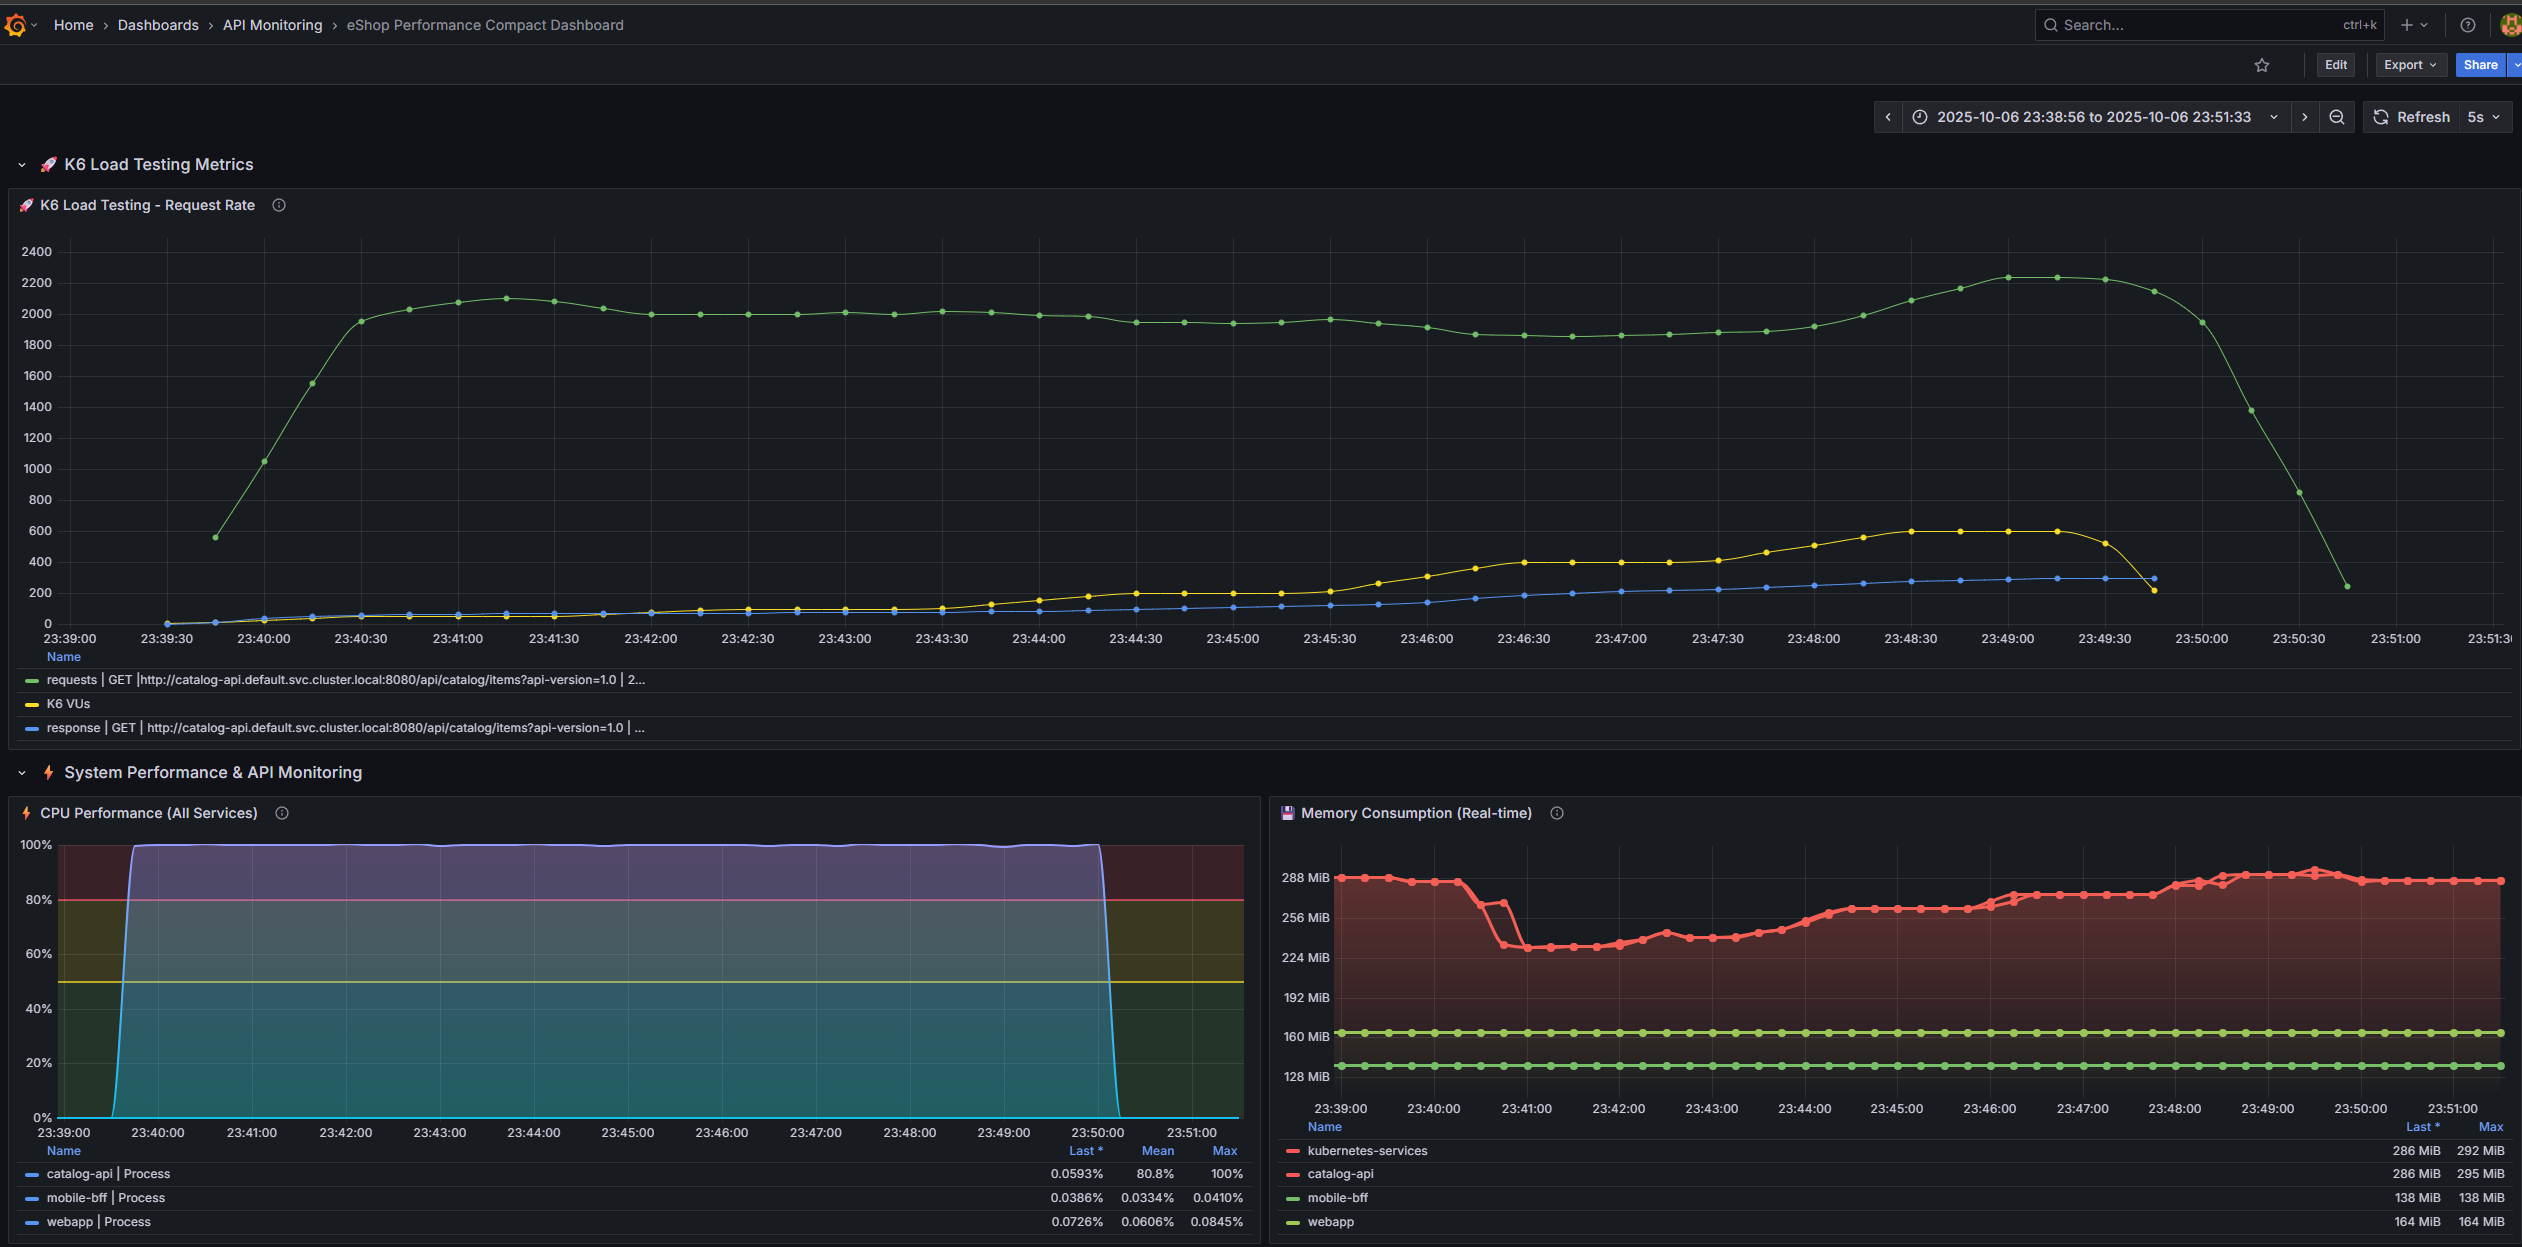 Home › Dashboards › API Monitoring › eShop Performance Compact Dashboard
Search... ctrl+k
Edit Export Share
2025-10-06 23:38:56 to 2025-10-06 23:51:33 Refresh 5s
🚀 K6 Load Testing Metrics
🚀 K6 Load Testing - Request Rate
2400
2200
2000
1800
1600
1400
1200
1000
800
600
400
200
0
23:39:00 23:39:30 23:40:00 23:40:30 23:41:00 23:41:30 23:42:00 23:42:30 23:43:00 23:43:30 23:44:00 23:44:30 23:45:00 23:45:30 23:46:00 23:46:30 23:47:00 23:47:30 23:48:00 23:48:30 23:49:00 23:49:30 23:50:00 23:50:30 23:51:00 23:51:3
Name
requests | GET |http://catalog-api.default.svc.cluster.local:8080/api/catalog/items?api-version=1.0 | 2...
K6 VUs
response | GET | http://catalog-api.default.svc.cluster.local:8080/api/catalog/items?api-version=1.0 | ...
⚡ System Performance & API Monitoring
⚡ CPU Performance (All Services)
100%
80%
60%
40%
20%
0%
23:39:00 23:40:00 23:41:00 23:42:00 23:43:00 23:44:00 23:45:00 23:46:00 23:47:00 23:48:00 23:49:00 23:50:00 23:51:00
Name Last * Mean Max
catalog-api | Process 0.0593% 80.8% 100%
mobile-bff | Process 0.0386% 0.0334% 0.0410%
webapp | Process 0.0726% 0.0606% 0.0845%
💾 Memory Consumption (Real-time)
288 MiB
256 MiB
224 MiB
192 MiB
160 MiB
128 MiB
23:39:00 23:40:00 23:41:00 23:42:00 23:43:00 23:44:00 23:45:00 23:46:00 23:47:00 23:48:00 23:49:00 23:50:00 23:51:00
Name Last * Max
kubernetes-services 286 MiB 292 MiB
catalog-api 286 MiB 295 MiB
mobile-bff 138 MiB 138 MiB
webapp 164 MiB 164 MiB